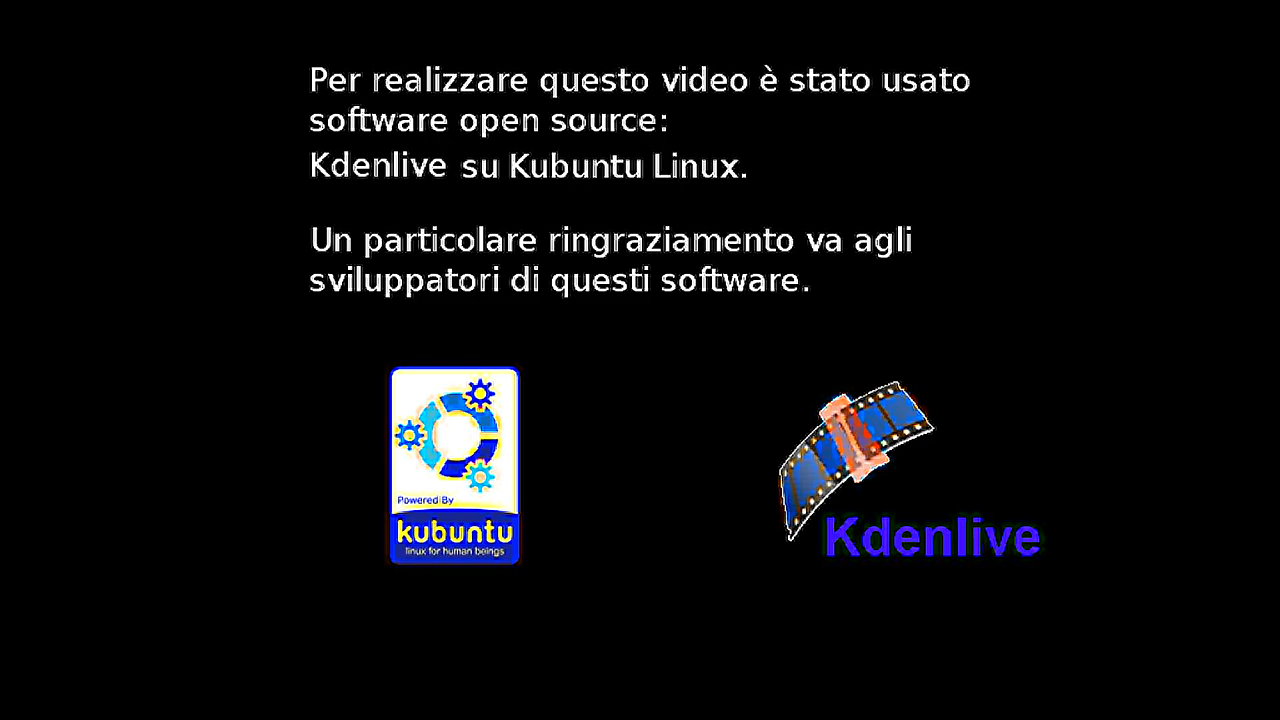 Per realizzare questo video è stato usato
software open source:
Kdenlive su Kubuntu Linux.
Un particolare ringraziamento va agli
sviluppatori di questi software.
Powered By
kubuntu
linux for human beings
Kdenlive